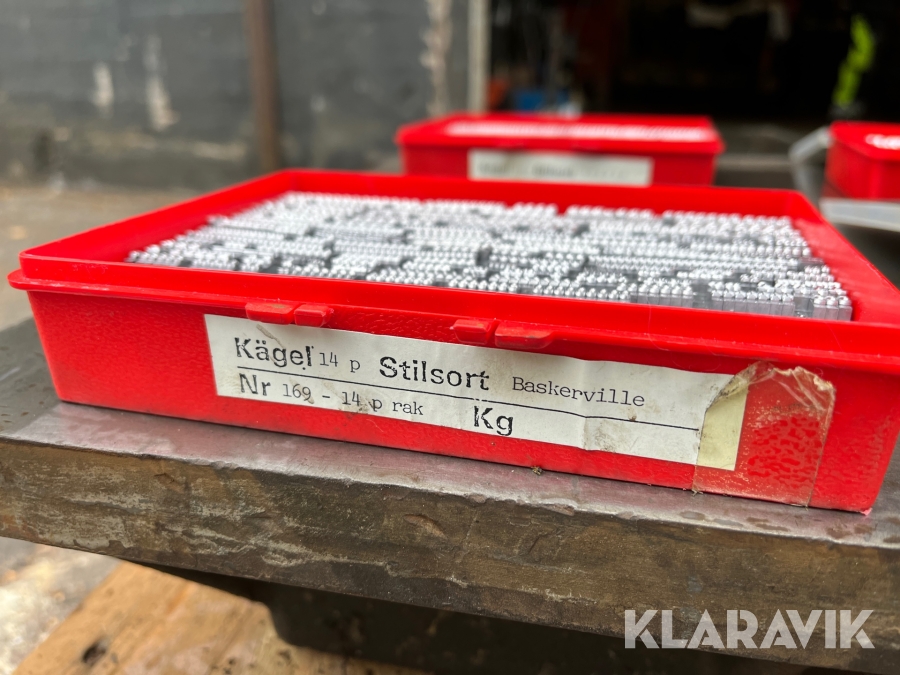 Kägel 14 p Stilsort Baskerville
Nr 169 - 14 p rak Kg
KLARAVIK